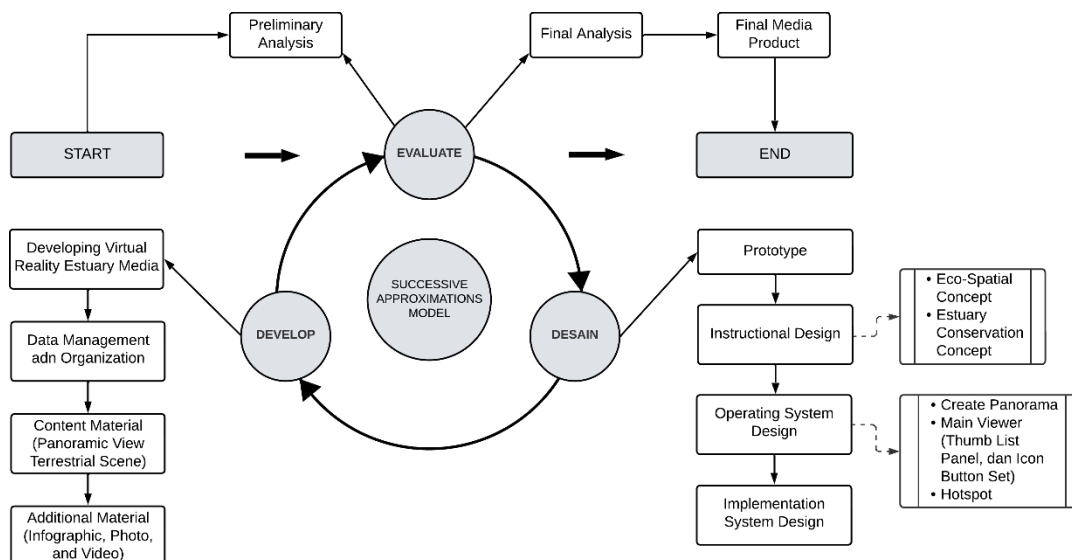 Preliminary
Analysis
Final Analysis
Final Media
Product
START
EVALUATE
END
Developing Virtual
Reality Estuary Media
Data Management
adn Organization
Content Material
(Panoramic View
Terrestrial Scene)
Additional Material
(Infographic, Photo,
and Video)
DEVELOP
SUCCESSIVE
APPROXIMATIONS
MODEL
DESAIN
Prototype
Instructional Design
Operating System
Design
Implementation
System Design
• Eco-Spatial
Concept
• Estuary
Conservation
Concept
• Create Panorama
• Main Viewer
(Thumb List
Panel, dan Icon
Button Set)
• Hotspot